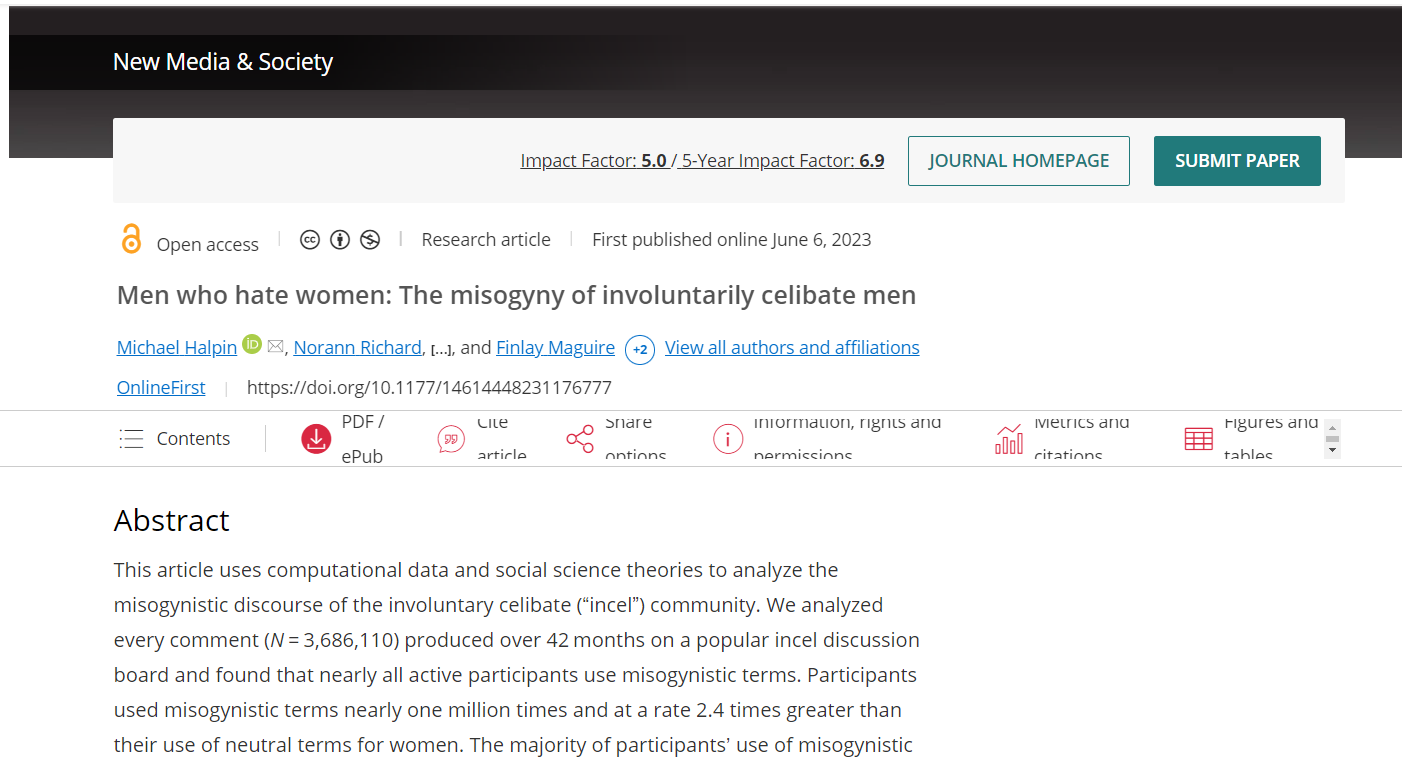 New Media & Society
Impact Factor: 5.0 / 5-Year Impact Factor: 6.9
JOURNAL HOMEPAGE
SUBMIT PAPER
Open access
Research article
First published online June 6, 2023
Men who hate women: The misogyny of involuntarily celibate men
Michael Halpin iD, Norann Richard, [...], and Finlay Maguire +2 View all authors and affiliations
OnlineFirst
https://doi.org/10.1177/14614448231176777
Contents
PDF /
ePub
Cite
article
Share
options
Information, rights and
permissions
Metrics and
citations
Figures and
tables
Abstract
This article uses computational data and social science theories to analyze the
misogynistic discourse of the involuntary celibate (“incel”) community. We analyzed
every comment (N = 3,686,110) produced over 42 months on a popular incel discussion
board and found that nearly all active participants use misogynistic terms. Participants
used misogynistic terms nearly one million times and at a rate 2.4 times greater than
their use of neutral terms for women. The majority of participants’ use of misogynistic